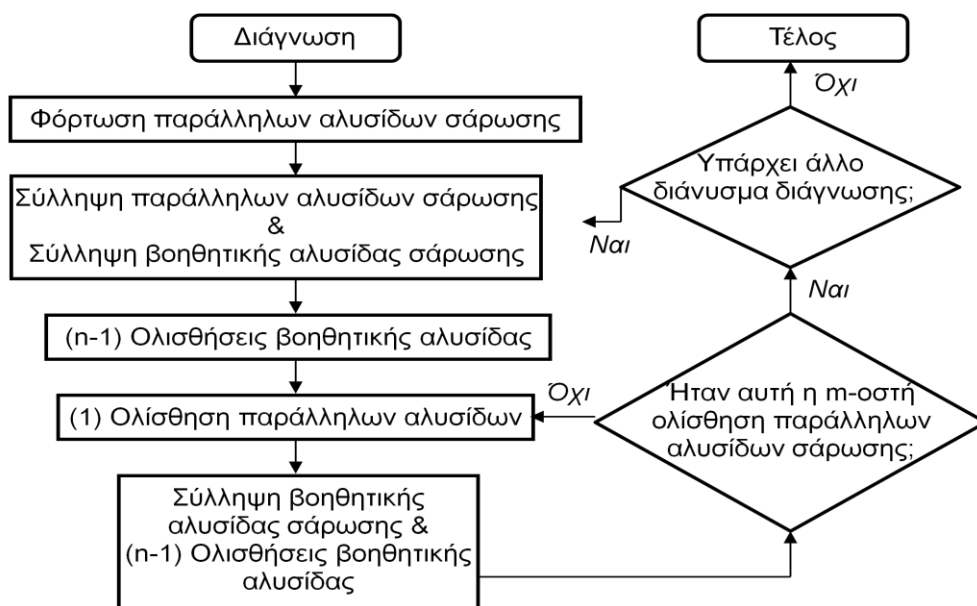 Διάγνωση
Φόρτωση παράλληλων αλυσίδων σάρωσης
Σύλληψη παράλληλων αλυσίδων σάρωσης
&
Σύλληψη βοηθητικής αλυσίδας σάρωσης
(n-1) Ολισθήσεις βοηθητικής αλυσίδας
(1) Ολίσθηση παράλληλων αλυσίδων
Σύλληψη βοηθητικής
αλυσίδας σάρωσης &
(n-1) Ολισθήσεις βοηθητικής
αλυσίδας
Όχι
Ήταν αυτή η m-οστή
ολίσθηση παράλληλων
αλυσίδων σάρωσης;
Ναι
Υπάρχει άλλο
διάνυσμα διάγνωσης;
Ναι
Όχι
Τέλος